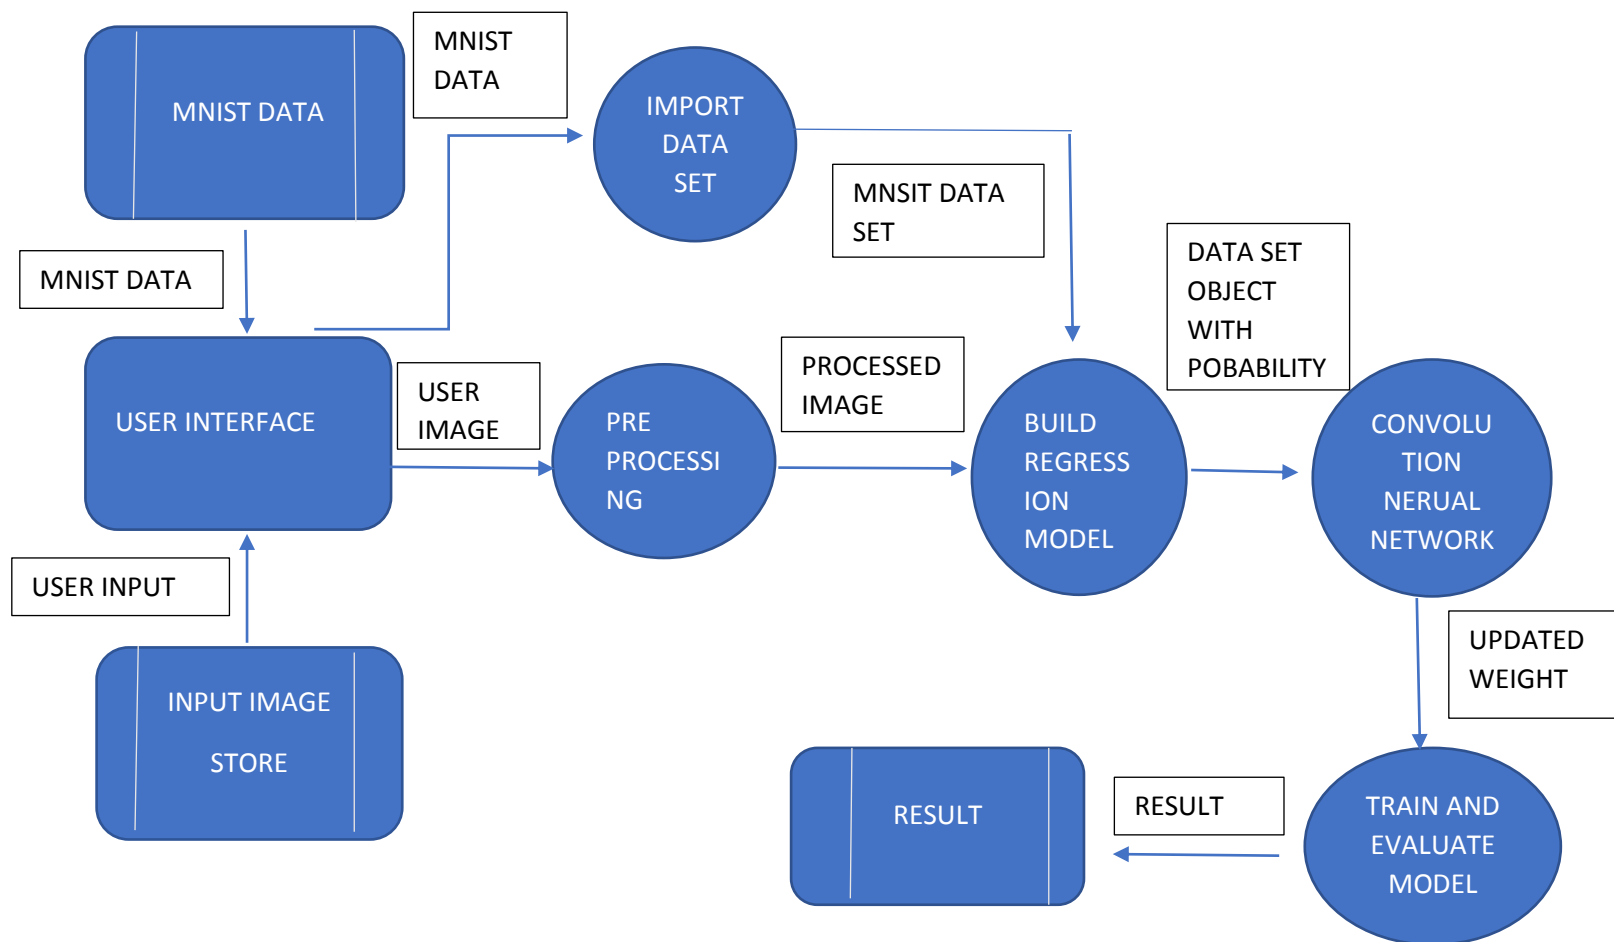 MNIST DATA
MNIST
DATA
IMPORT
DATA
SET
MNSIT DATA
SET
MNIST DATA
DATA SET
OBJECT
WITH
POBABILITY
USER INTERFACE
USER
IMAGE
PRE
PROCESSI
NG
PROCESSED
IMAGE
BUILD
REGRESS
ION
MODEL
CONVOLU
TION
NERUAL
NETWORK
USER INPUT
UPDATED
WEIGHT
INPUT IMAGE
STORE
RESULT
RESULT
TRAIN AND
EVALUATE
MODEL